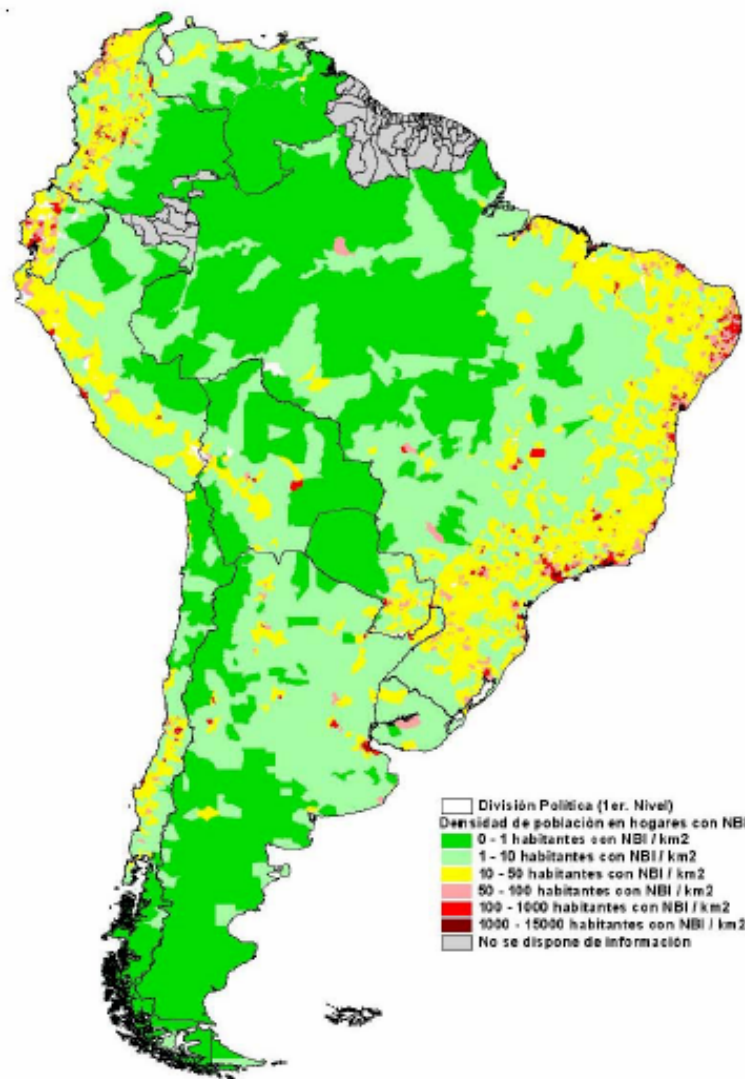 División Política (1er. Nivel)
Densidad de población en hogares con NBI
0 - 1 habitantes con NBI / km2
1 - 10 habitantes con NBI / km2
10 - 50 habitantes con NBI / km2
50 - 100 habitantes con NBI / km2
100 - 1000 habitantes con NBI / km2
1000 - 15000 habitantes con NBI / km2
No se dispone de información